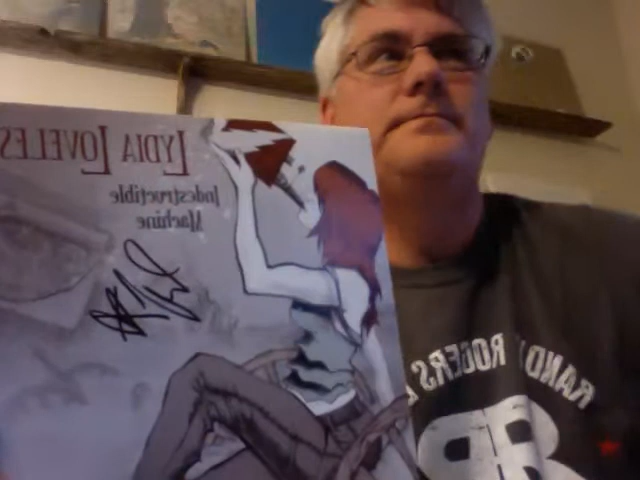 LYDIA LOVELES
Indestructible
Machine
RANDY ROGERS
R